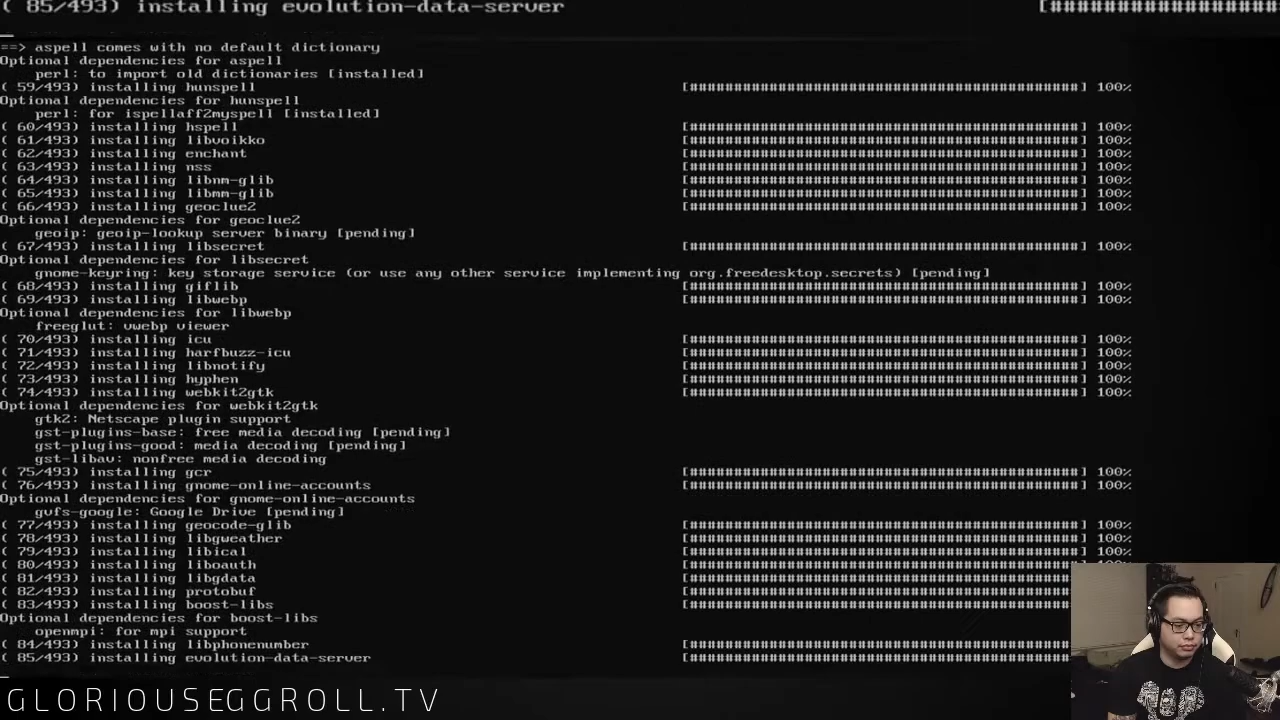 ( 85/493) installing evolution-data-server [#################
==> aspell comes with no default dictionary
Optional dependencies for aspell
perl: to import old dictionaries [installed]
( 59/493) installing hunspell [############################################] 100%
Optional dependencies for hunspell
perl: for ispellaff2myspell [installed]
( 60/493) installing hspell [############################################] 100%
( 61/493) installing libvoikko [############################################] 100%
( 62/493) installing enchant [############################################] 100%
( 63/493) installing nss [############################################] 100%
( 64/493) installing libnm-glib [############################################] 100%
( 65/493) installing libmm-glib [############################################] 100%
( 66/493) installing geoclue2 [############################################] 100%
Optional dependencies for geoclue2
geoip: geoip-lookup server binary [pending]
( 67/493) installing libsecret [############################################] 100%
Optional dependencies for libsecret
gnome-keyring: key storage service (or use any other service implementing org.freedesktop.secrets) [pending]
( 68/493) installing giflib [############################################] 100%
( 69/493) installing libwebp [############################################] 100%
Optional dependencies for libwebp
freeglut: vwebp viewer
( 70/493) installing icu [############################################] 100%
( 71/493) installing harfbuzz-icu [############################################] 100%
( 72/493) installing libnotify [############################################] 100%
( 73/493) installing hyphen [############################################] 100%
( 74/493) installing webkit2gtk [############################################] 100%
Optional dependencies for webkit2gtk
gtk2: Netscape plugin support
gst-plugins-base: free media decoding [pending]
gst-plugins-good: media decoding [pending]
gst-libav: nonfree media decoding
( 75/493) installing gcr [############################################] 100%
( 76/493) installing gnome-online-accounts [############################################] 100%
Optional dependencies for gnome-online-accounts
gvfs-google: Google Drive [pending]
( 77/493) installing geocode-glib [############################################] 100%
( 78/493) installing libgweather [############################################] 100%
( 79/493) installing libical [############################################] 100%
( 80/493) installing liboauth [###########################################
( 81/493) installing libgdata [###########################################
( 82/493) installing protobuf [###########################################
( 83/493) installing boost-libs [###########################################
Optional dependencies for boost-libs
openmpi: for mpi support
( 84/493) installing libphonenumber [###########################################
( 85/493) installing evolution-data-server [###########################################
GLORIOUSEGGROLL.TV